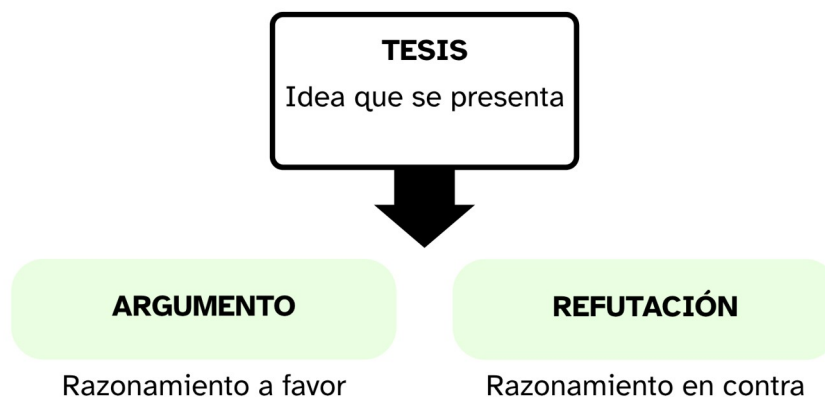 TESIS
Idea que se presenta
ARGUMENTO
Razonamiento a favor
REFUTACIÓN
Razonamiento en contra